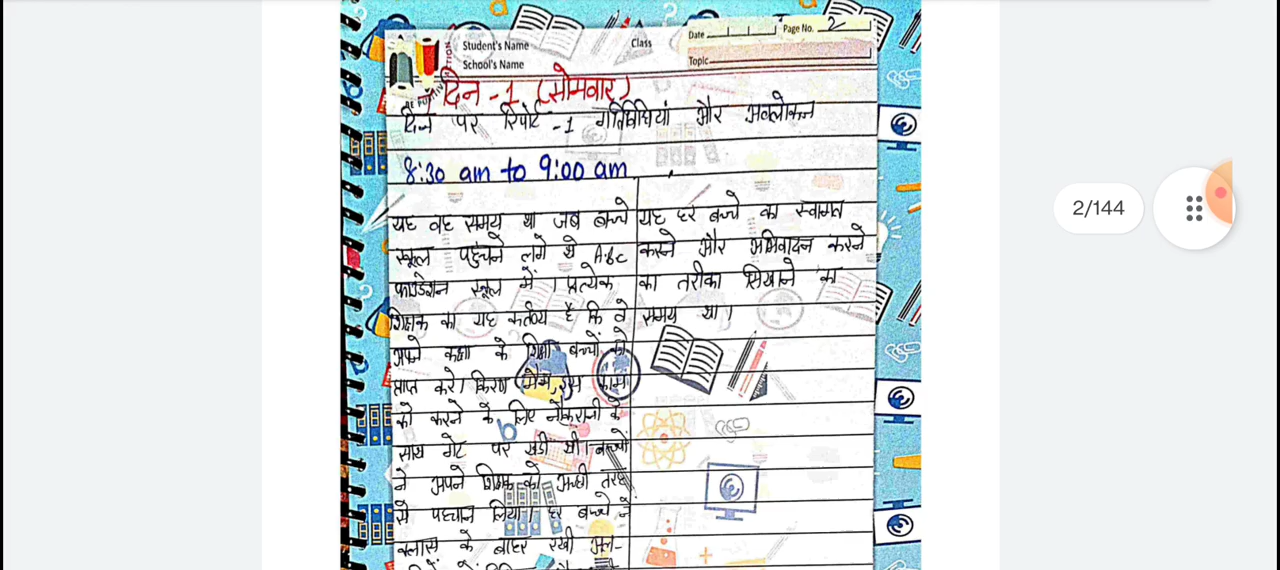 Student's Name
School's Name
Class
Date
Page No. 2
Topic
दिन -1 (सोमवार)
दिन पर रिपोर्ट -1 गतिविधियां और अवलोकन
8:30 am to 9:00 am
यह वह समय था जब बच्चे
स्कूल पहुंचने लगे थे A.B.C
फाउंडेशन स्कूल में। प्रत्येक
शिक्षक का यह कर्तव्य है कि वे
अपने कक्षा के बच्चों को
प्राप्त करे। किरण मैम, इस काम
को करने के लिए नौकरानी के
साथ गेट पर खड़ी थी। बच्चों
ने अपने शिक्षक को अच्छी तरह
से पहचान लिया। हर बच्चे ने
क्लास के बाहर रखी अल-
यह हर बच्चे का स्वागत
करने और अभिवादन करने
का तरीका सिखाने का
समय था।
2/144